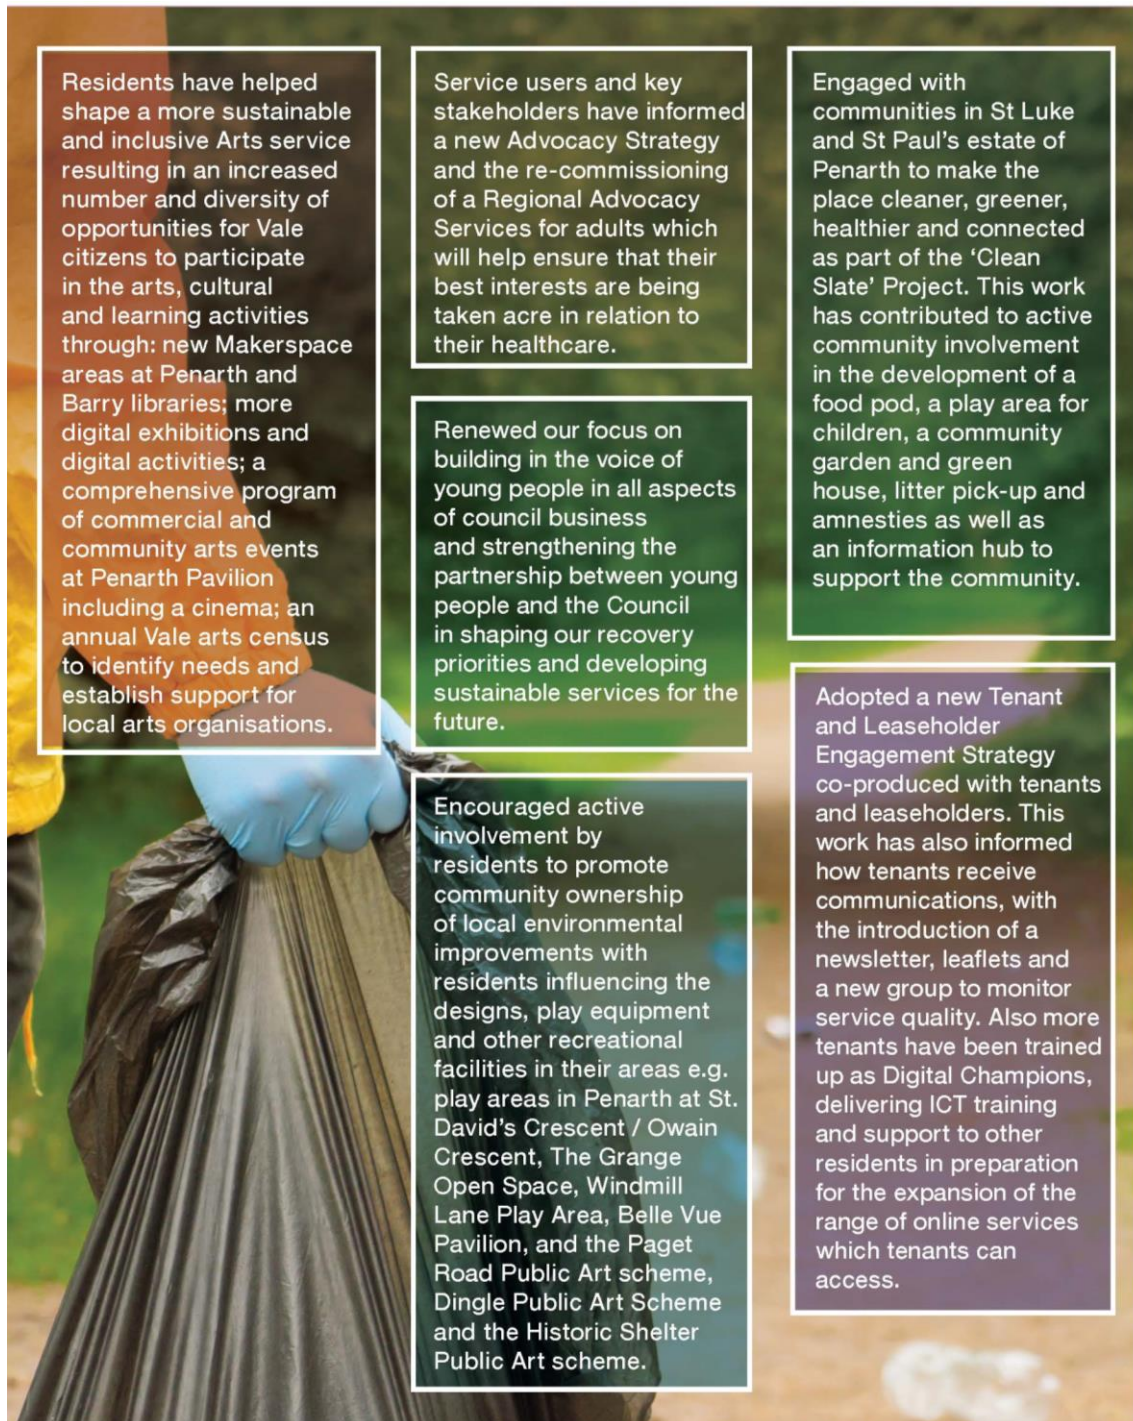 Residents have helped
shape a more sustainable
and inclusive Arts service
resulting in an increased
number and diversity of
opportunities for Vale
citizens to participate
in the arts, cultural
and learning activities
through: new Makerspace
areas at Penarth and
Barry libraries; more
digital exhibitions and
digital activities; a
comprehensive program
of commercial and
community arts events
at Penarth Pavilion
including a cinema; an
annual Vale arts census
to identify needs and
establish support for
local arts organisations.
Service users and key
stakeholders have informed
a new Advocacy Strategy
and the re-commissioning
of a Regional Advocacy
Services for adults which
will help ensure that their
best interests are being
taken acre in relation to
their healthcare.
Renewed our focus on
building in the voice of
young people in all aspects
of council business
and strengthening the
partnership between young
people and the Council
in shaping our recovery
priorities and developing
sustainable services for the
future.
Encouraged active
involvement by
residents to promote
community ownership
of local environmental
improvements with
residents influencing the
designs, play equipment
and other recreational
facilities in their areas e.g.
play areas in Penarth at St.
David's Crescent / Owain
Crescent, The Grange
Open Space, Windmill
Lane Play Area, Belle Vue
Pavilion, and the Paget
Road Public Art scheme,
Dingle Public Art Scheme
and the Historic Shelter
Public Art scheme.
Engaged with
communities in St Luke
and St Paul's estate of
Penarth to make the
place cleaner, greener,
healthier and connected
as part of the 'Clean
Slate' Project. This work
has contributed to active
community involvement
in the development of a
food pod, a play area for
children, a community
garden and green
house, litter pick-up and
amnesties as well as
an information hub to
support the community.
Adopted a new Tenant
and Leaseholder
Engagement Strategy
co-produced with tenants
and leaseholders. This
work has also informed
how tenants receive
communications, with
the introduction of a
newsletter, leaflets and
a new group to monitor
service quality. Also more
tenants have been trained
up as Digital Champions,
delivering ICT training
and support to other
residents in preparation
for the expansion of the
range of online services
which tenants can
access.